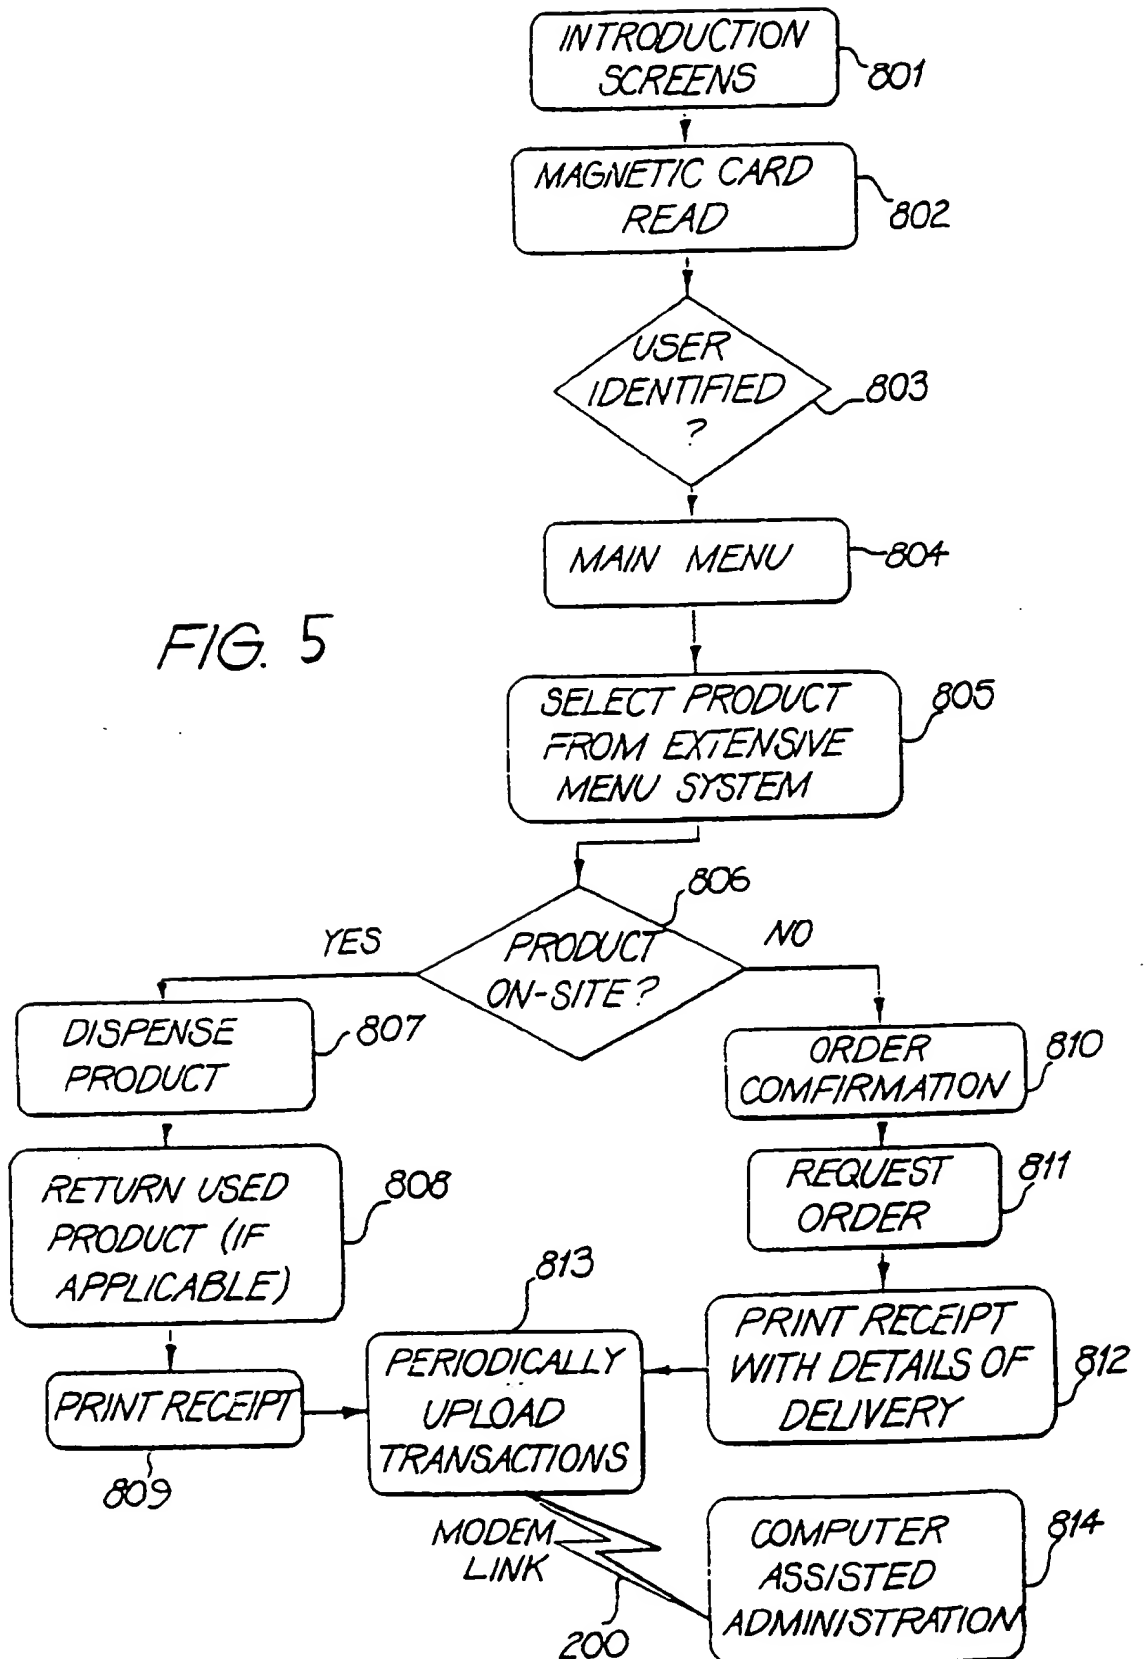 INTRODUCTION
SCREENS
801
MAGNETIC CARD
READ
802
USER
IDENTIFIED
?
803
MAIN MENU
804
FIG. 5
SELECT PRODUCT
FROM EXTENSIVE
MENU SYSTEM
805
806
YES
PRODUCT
ON-SITE?
NO
DISPENSE
PRODUCT
807
ORDER
COMFIRMATION
810
RETURN USED
PRODUCT (IF
APPLICABLE)
808
REQUEST
ORDER
811
813
PRINT RECEIPT
WITH DETAILS OF
DELIVERY
812
PRINT RECEIPT
809
PERIODICALLY
UPLOAD
TRANSACTIONS
MODEM
LINK
200
COMPUTER
ASSISTED
ADMINISTRATION
814